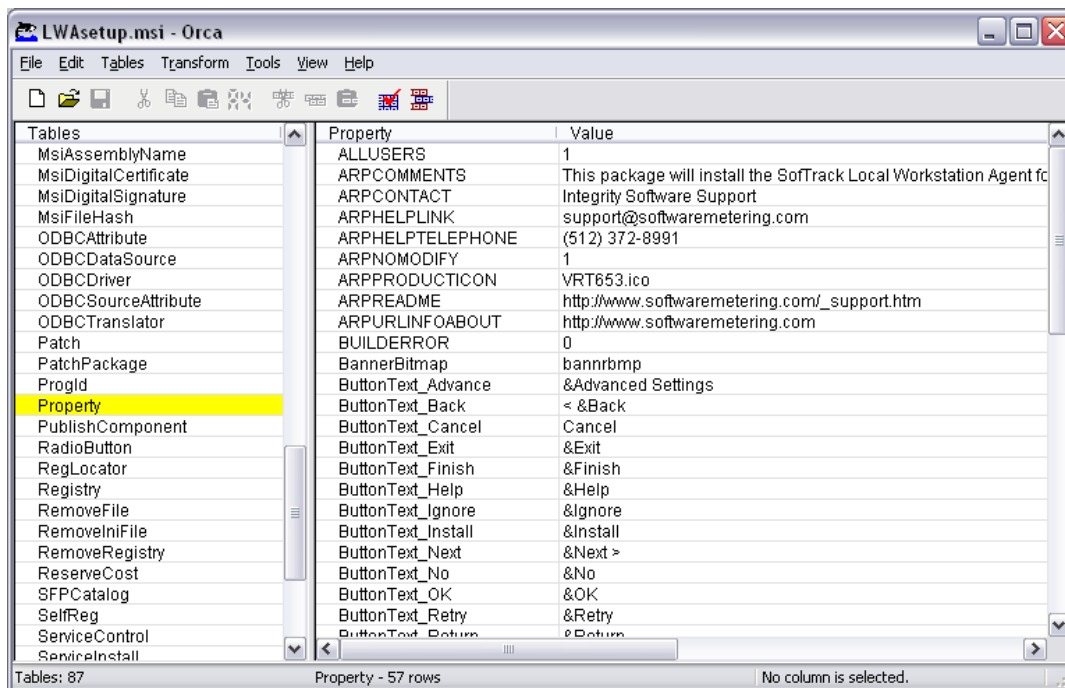 LWAsetup.msi - Orca
File Edit Tables Transform Tools View Help
Tables
MsiAssemblyName
MsiDigitalCertificate
MsiDigitalSignature
MsiFileHash
ODBCAttribute
ODBCDataSource
ODBCDriver
ODBCSourceAttribute
ODBCTranslator
Patch
PatchPackage
ProgId
Property
PublishComponent
RadioButton
RegLocator
Registry
RemoveFile
RemoveIniFile
RemoveRegistry
ReserveCost
SFPCatalog
SelfReg
ServiceControl
ServiceInstall
Property Value
ALLUSERS 1
ARPCOMMENTS This package will install the SofTrack Local Workstation Agent fo
ARPCONTACT Integrity Software Support
ARPHELPLINK support@softwaremetering.com
ARPHELPTELEPHONE (512) 372-8991
ARPNOMODIFY 1
ARPPRODUCTICON VRT653.ico
ARPREADME http://www.softwaremetering.com/_support.htm
ARPURLINFOABOUT http://www.softwaremetering.com
BUILDERROR 0
BannerBitmap bannrbmp
ButtonText_Advance &Advanced Settings
ButtonText_Back < &Back
ButtonText_Cancel Cancel
ButtonText_Exit &Exit
ButtonText_Finish &Finish
ButtonText_Help &Help
ButtonText_Ignore &Ignore
ButtonText_Install &Install
ButtonText_Next &Next >
ButtonText_No &No
ButtonText_OK &OK
ButtonText_Retry &Retry
ButtonText_Return &Return
Tables: 87 Property - 57 rows No column is selected.